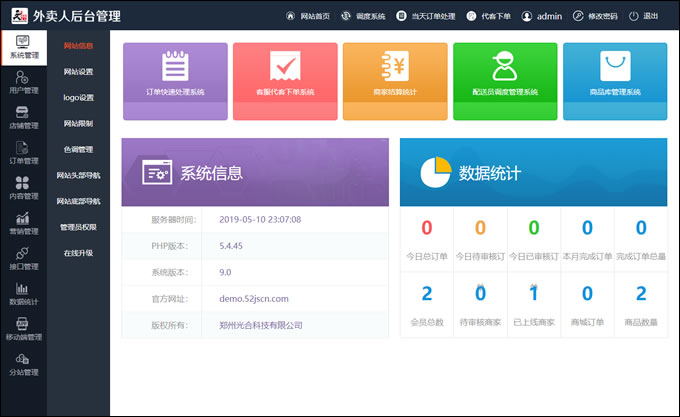 外卖人后台管理
网站首页 调度系统 当天订单处理 代客下单 admin 修改密码 退出
系统管理
用户管理
店铺管理
订单管理
内容管理
营销管理
接口管理
数据统计
移动端管理
分站管理
网站信息
网站设置
logo设置
网站限制
色调管理
网站头部导航
网站底部导航
管理员权限
在线升级
订单快速处理系统 客服代客下单系统 商家结算统计 配送员调度管理系统 商品库管理系统
系统信息
服务器时间: 2019-05-10 23:07:08
PHP版本: 5.4.45
系统版本: 9.0
官方网址: demo.52jscn.com
版权所有: 郑州光合科技有限公司
数据统计
0 0 0 0 0
今日总订单 今日待审核订 今日已审核订 本月完成订单 完成订单总量
2 0 1 0 2
会员总数 待审核商家 已上线商家 商城订单 商品数量